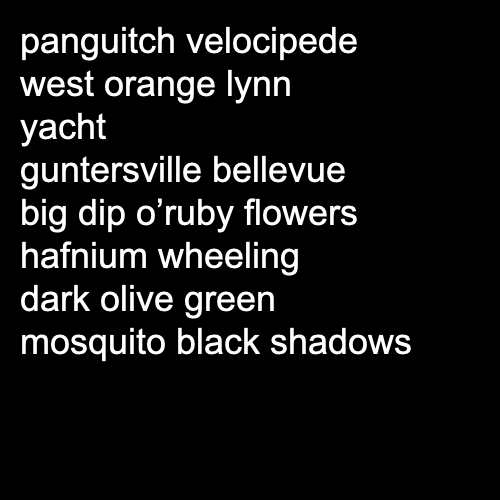 panguitch velocipede
west orange lynn
yacht
guntersville bellevue
big dip o’ruby flowers
hafnium wheeling
dark olive green
mosquito black shadows